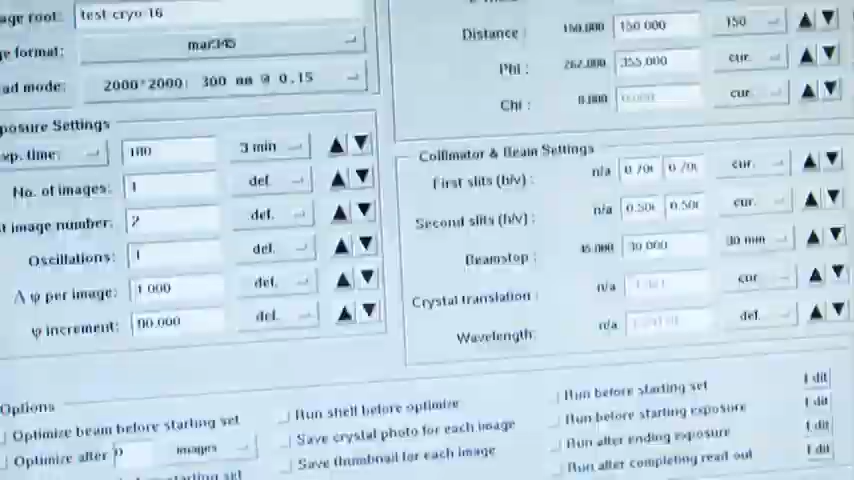 age root: test cryo 16
ge format: mar345
ad mode: 2000*2000: 300 mm @ 0.15
posure Settings
xp. time: 180 3 min
No. of images: 1 def.
t image number: 2 def.
Oscillations: 1 def.
Δ φ per image: 1.000 def.
φ increment: 90.000 def.
Distance : 150.000 150.000 150
Phi : 262.000 355.000 cur.
Chi : 0.000 0.000 cur.
Collimator & Beam Settings
First slits (h/v) : n/a cur.
Second slits (h/v) : n/a cur.
Beamstop : 45.000 30.000 30 mm
Crystal translation : n/a cur
Wavelength: n/a def.
Options
Optimize beam before starting set
Optimize after 0 images
starting set
Run shell before optimize
Save crystal photo for each image
Save thumbnail for each image
Run before starting set Edit
Run before starting exposure Edit
Run after ending exposure Edit
Run after completing read out Edit